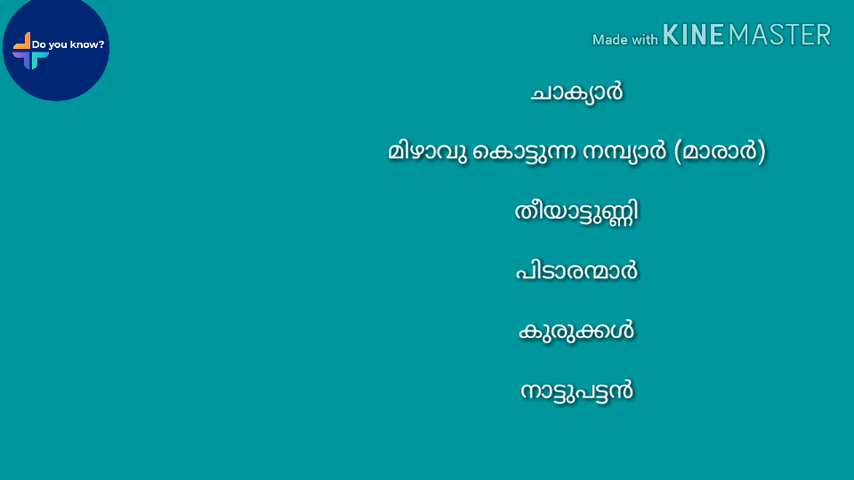 Do you know?
Made with KINEMASTER
ചാക്യാർ
മിഴാവു കൊട്ടുന്ന നമ്പ്യാർ (മാരാർ)
തീയാട്ടുണ്ണി
പിടാരന്മാർ
കുരുക്കൾ
നാട്ടുപട്ടൻ